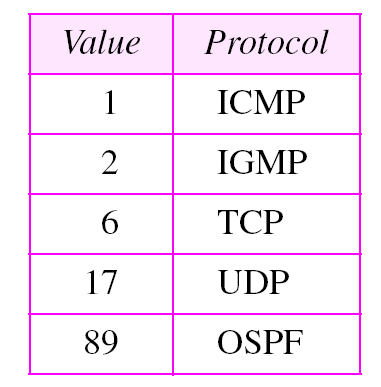 Value Protocol
1 ICMP
2 IGMP
6 TCP
17 UDP
89 OSPF